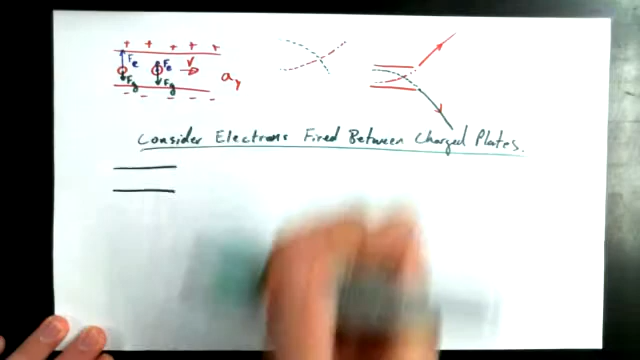 + + + + +
Fe Fe V
Fg Fg ay
- - - - -
Consider Electrons Fired Between Charged Plates.